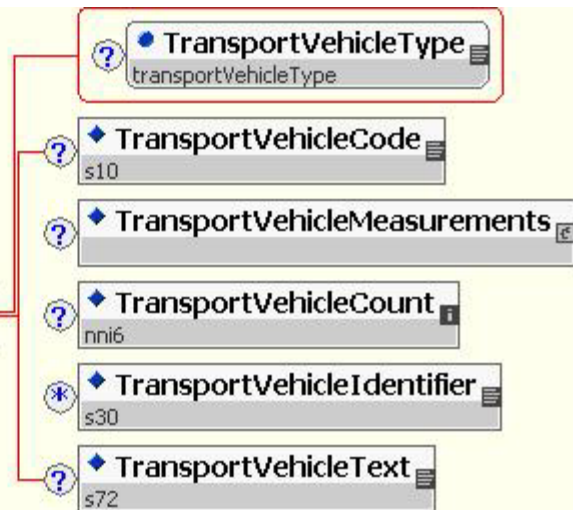 ? TransportVehicleType
transportVehicleType
? TransportVehicleCode
s10
? TransportVehicleMeasurements
e
? TransportVehicleCount
i
nni6
* TransportVehicleIdentifier
s30
? TransportVehicleText
s72